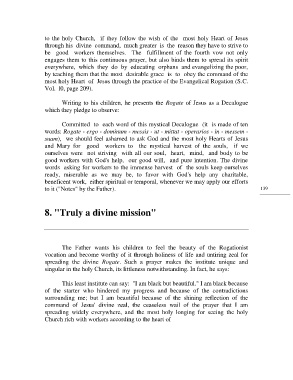 to the holy Church, if they follow the wish of the most holy Heart of Jesus
through his divine command, much greater is the reason they have to strive to
be good workers themselves. The fulfillment of the fourth vow not only
engages them to this continuous prayer, but also binds them to spread its spirit
everywhere, which they do by educating orphans and evangelizing the poor,
by teaching them that the most desirable grace is to obey the command of the
most holy Heart of Jesus through the practice of the Evangelical Rogation (S.C.
Vol. 10, page 209).
Writing to his children, he presents the Rogate of Jesus as a Decalogue
which they pledge to observe:
Committed to each word of this mystical Decalogue (it is made of ten
words: Rogate - ergo - dominum - messis - ut - mittat - operarios - in - messem -
suam), we should feel ashamed to ask God and the most holy Hearts of Jesus
and Mary for good workers to the mystical harvest of the souls, if we
ourselves were not striving with all our soul, heart, mind, and body to be
good workers with God's help, our good will, and pure intention. The divine
words asking for workers to the immense harvest of the souls keep ourselves
ready, miserable as we may be, to favor with God's help any charitable,
beneficent work, either spiritual or temporal, whenever we may apply our efforts
to it ("Notes" by the Father).
139
8. "Truly a divine mission"
The Father wants his children to feel the beauty of the Rogationist
vocation and become worthy of it through holiness of life and untiring zeal for
spreading the divine Rogate. Such a prayer makes the institute unique and
singular in the holy Church, its littleness notwithstanding. In fact, he says:
This least institute can say: "I am black but beautiful." I am black because
of the starter who hindered my progress and because of the contradictions
surrounding me; but I am beautiful because of the shining reflection of the
command of Jesus' divine zeal, the ceaseless wail of the prayer that I am
spreading widely everywhere, and the most holy longing for seeing the holy
Church rich with workers according to the heart of